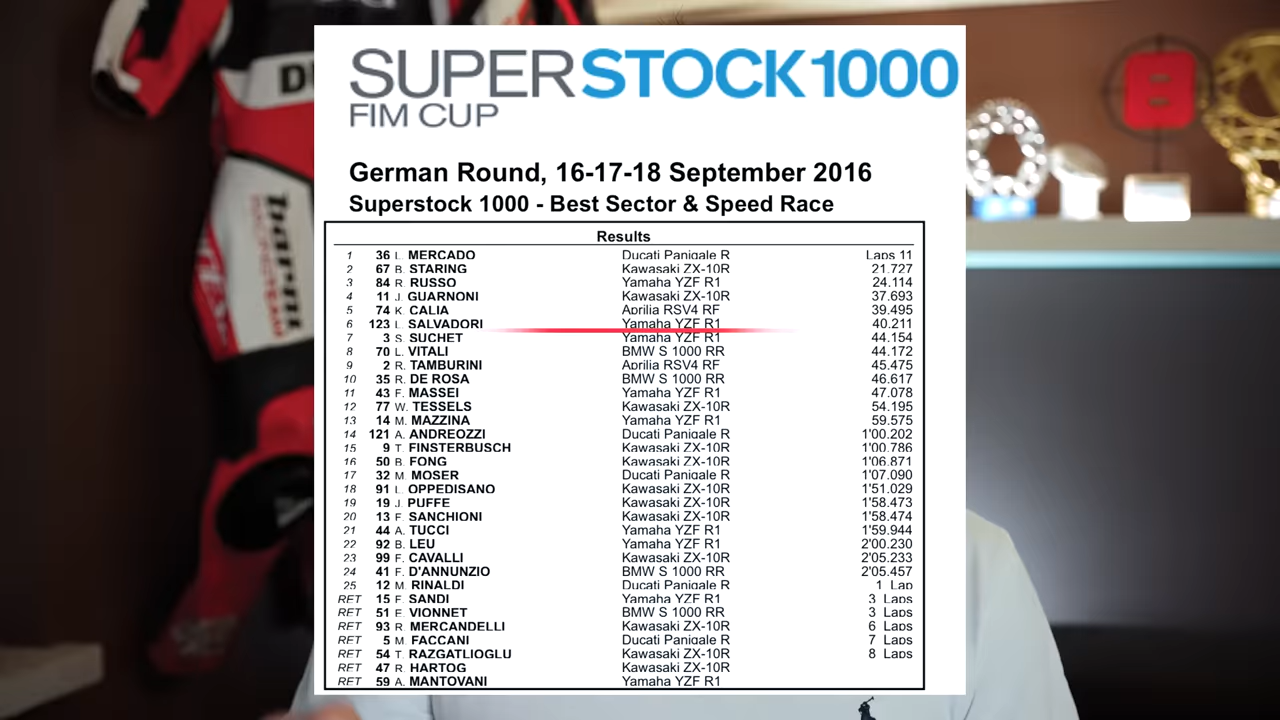 SUPERSTOCK1000
FIM CUP
German Round, 16-17-18 September 2016
Superstock 1000 - Best Sector & Speed Race
Results
1 36 L. MERCADO Ducati Panigale R Laps 11
2 67 B. STARING Kawasaki ZX-10R 21.727
3 84 R. RUSSO Yamaha YZF R1 24.114
4 11 J. GUARNONI Kawasaki ZX-10R 37.693
5 74 K. CALIA Aprilia RSV4 RF 39.495
6 123 L. SALVADORI Yamaha YZF R1 40.211
7 3 S. SUCHET Yamaha YZF R1 44.154
8 70 L. VITALI BMW S 1000 RR 44.172
9 2 R. TAMBURINI Aprilia RSV4 RF 45.475
10 35 R. DE ROSA BMW S 1000 RR 46.617
11 43 F. MASSEI Yamaha YZF R1 47.078
12 77 W. TESSELS Kawasaki ZX-10R 54.195
13 14 M. MAZZINA Yamaha YZF R1 59.575
14 121 A. ANDREOZZI Ducati Panigale R 1'00.202
15 9 T. FINSTERBUSCH Kawasaki ZX-10R 1'00.786
16 50 B. FONG Kawasaki ZX-10R 1'06.871
17 32 M. MOSER Ducati Panigale R 1'07.090
18 91 L. OPPEDISANO Kawasaki ZX-10R 1'51.029
19 19 J. PUFFE Kawasaki ZX-10R 1'58.473
20 13 F. SANCHIONI Kawasaki ZX-10R 1'58.474
21 44 A. TUCCI Yamaha YZF R1 1'59.944
22 92 B. LEU Yamaha YZF R1 2'00.230
23 99 F. CAVALLI Kawasaki ZX-10R 2'05.233
24 41 F. D'ANNUNZIO BMW S 1000 RR 2'05.457
25 12 M. RINALDI Ducati Panigale R 1 Lap
RET 15 F. SANDI Yamaha YZF R1 3 Laps
RET 51 E. VIONNET BMW S 1000 RR 3 Laps
RET 93 R. MERCANDELLI Kawasaki ZX-10R 6 Laps
RET 5 M. FACCANI Ducati Panigale R 7 Laps
RET 54 T. RAZGATLIOGLU Kawasaki ZX-10R 8 Laps
RET 47 R. HARTOG Kawasaki ZX-10R
RET 59 A. MANTOVANI Yamaha YZF R1